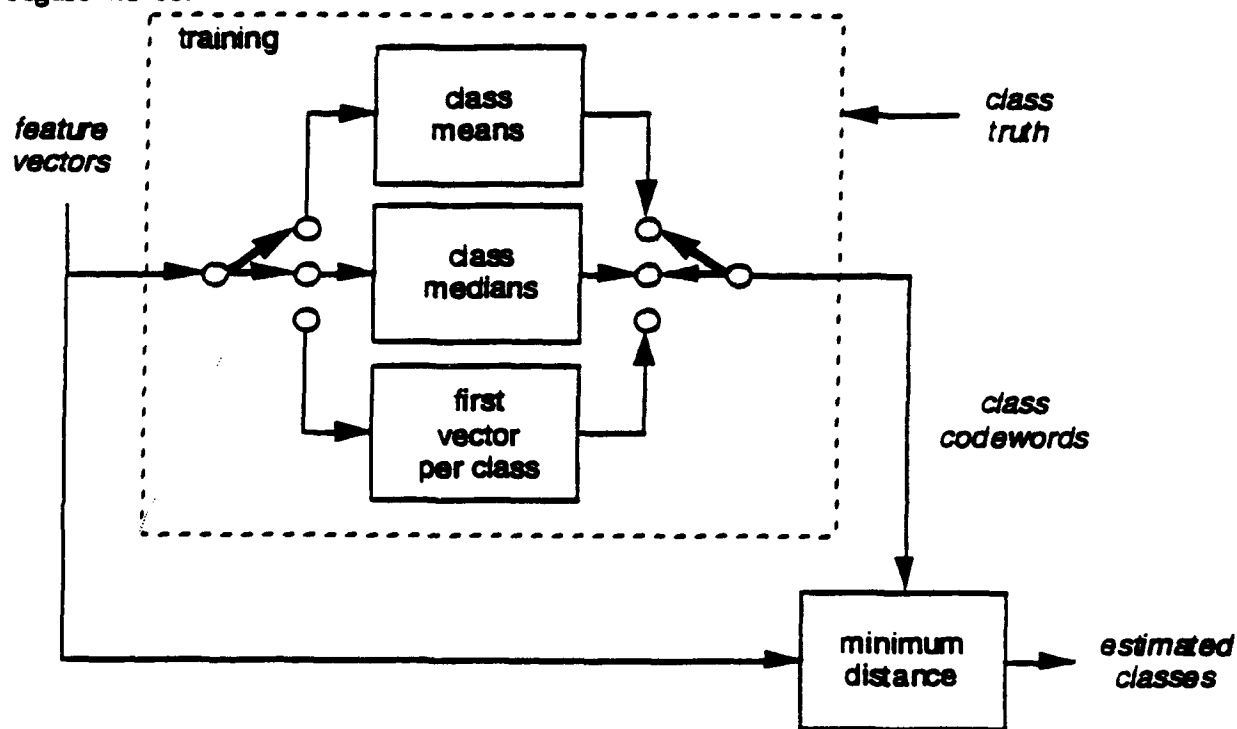 training
class
means
feature
vectors
class
truth
class
medians
first
vector
per class
class
codewords
minimum
distance
estimated
classes